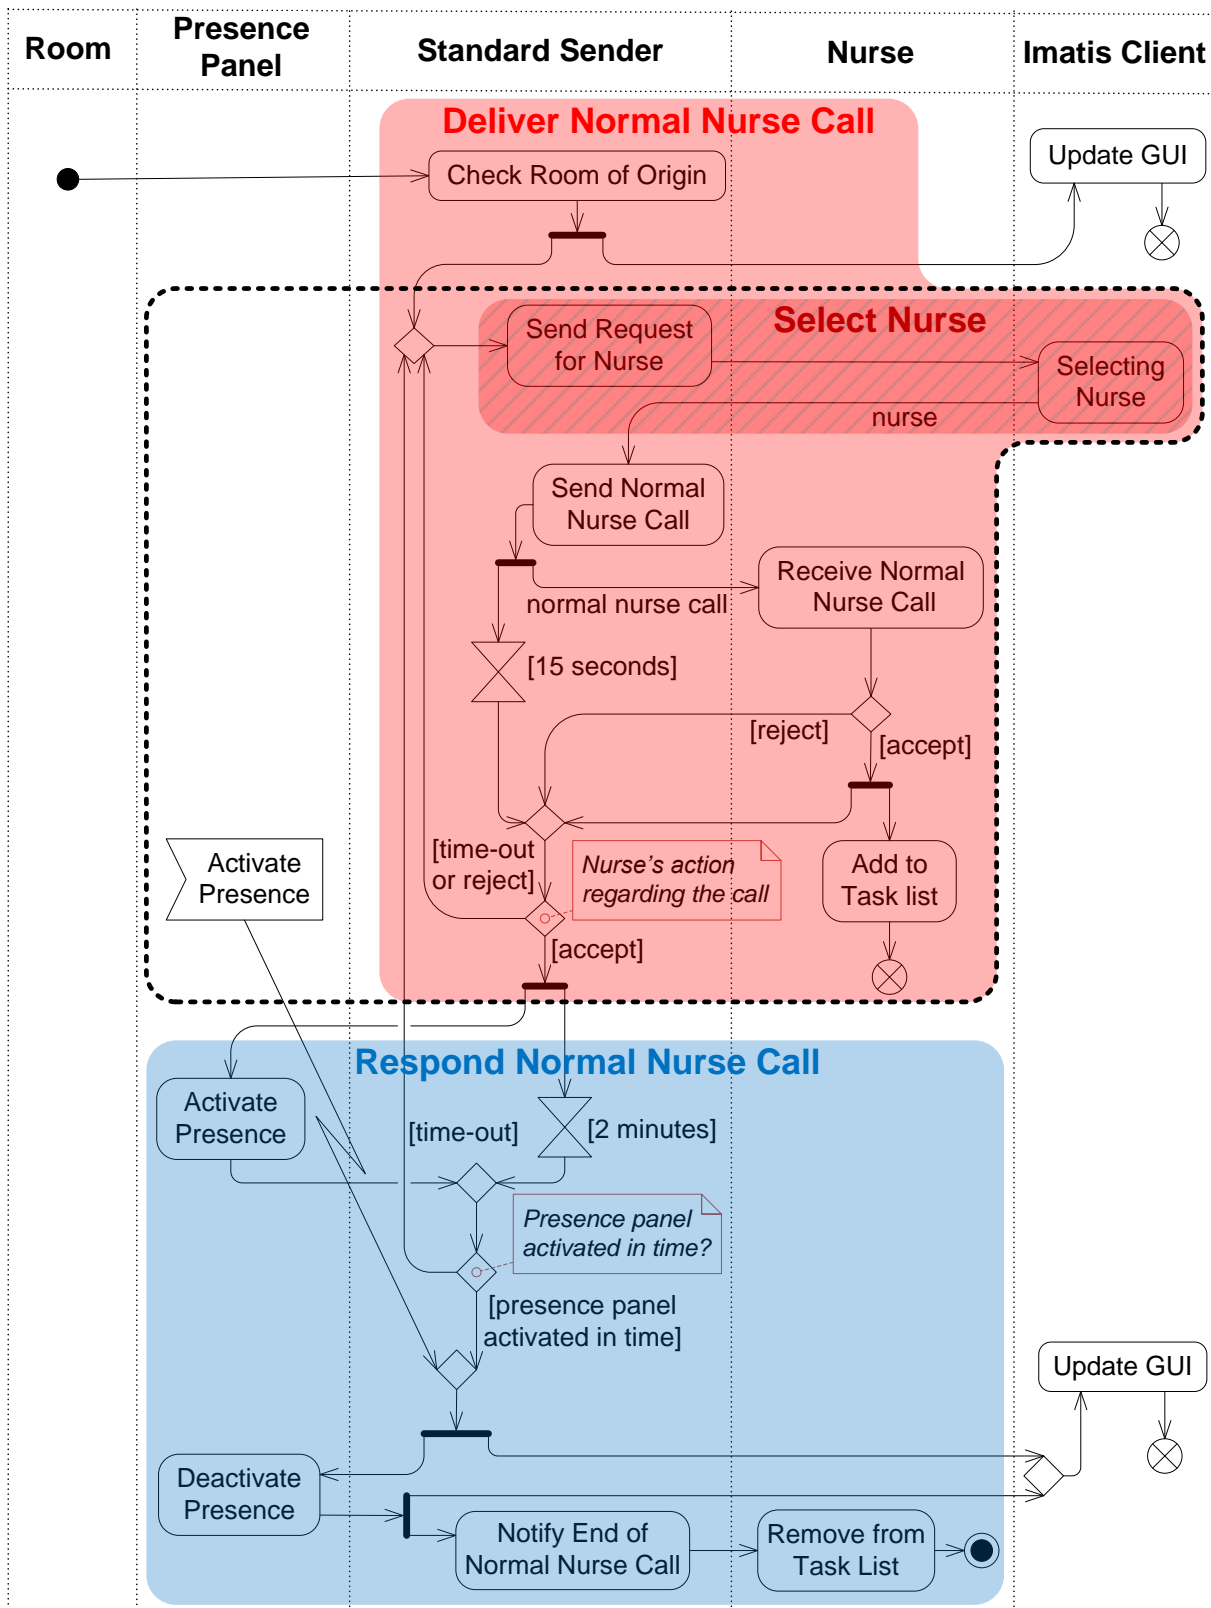 Room
Presence
Panel
Standard Sender
Nurse
Imatis Client
Deliver Normal Nurse Call
Check Room of Origin
Update GUI
Select Nurse
Send Request
for Nurse
Selecting
Nurse
nurse
Send Normal
Nurse Call
Receive Normal
Nurse Call
normal nurse call
[15 seconds]
[reject]
[accept]
[time-out
or reject]
Nurse's action
regarding the call
Add to
Task list
Activate
Presence
[accept]
Respond Normal Nurse Call
Activate
Presence
[time-out]
[2 minutes]
Presence panel
activated in time?
[presence panel
activated in time]
Update GUI
Deactivate
Presence
Notify End of
Normal Nurse Call
Remove from
Task List